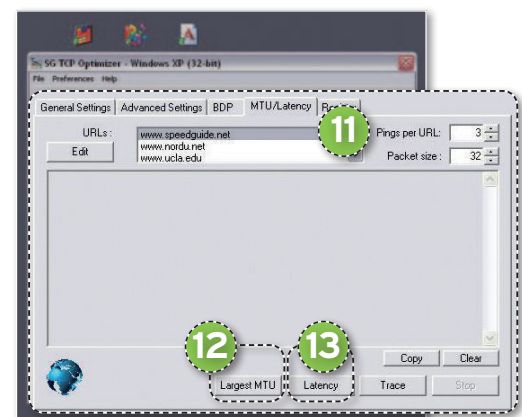 SG TCP Optimizer - Windows XP (32-bit)
File Preferences Help
General Settings Advanced Settings BDP MTU/Latency
11
URLs :
Edit
www.speedguide.net
www.nordu.net
www.ucla.edu
Pings per URL: 3
Packet size : 32
12
13
Copy Clear
Largest MTU Latency Trace Stop